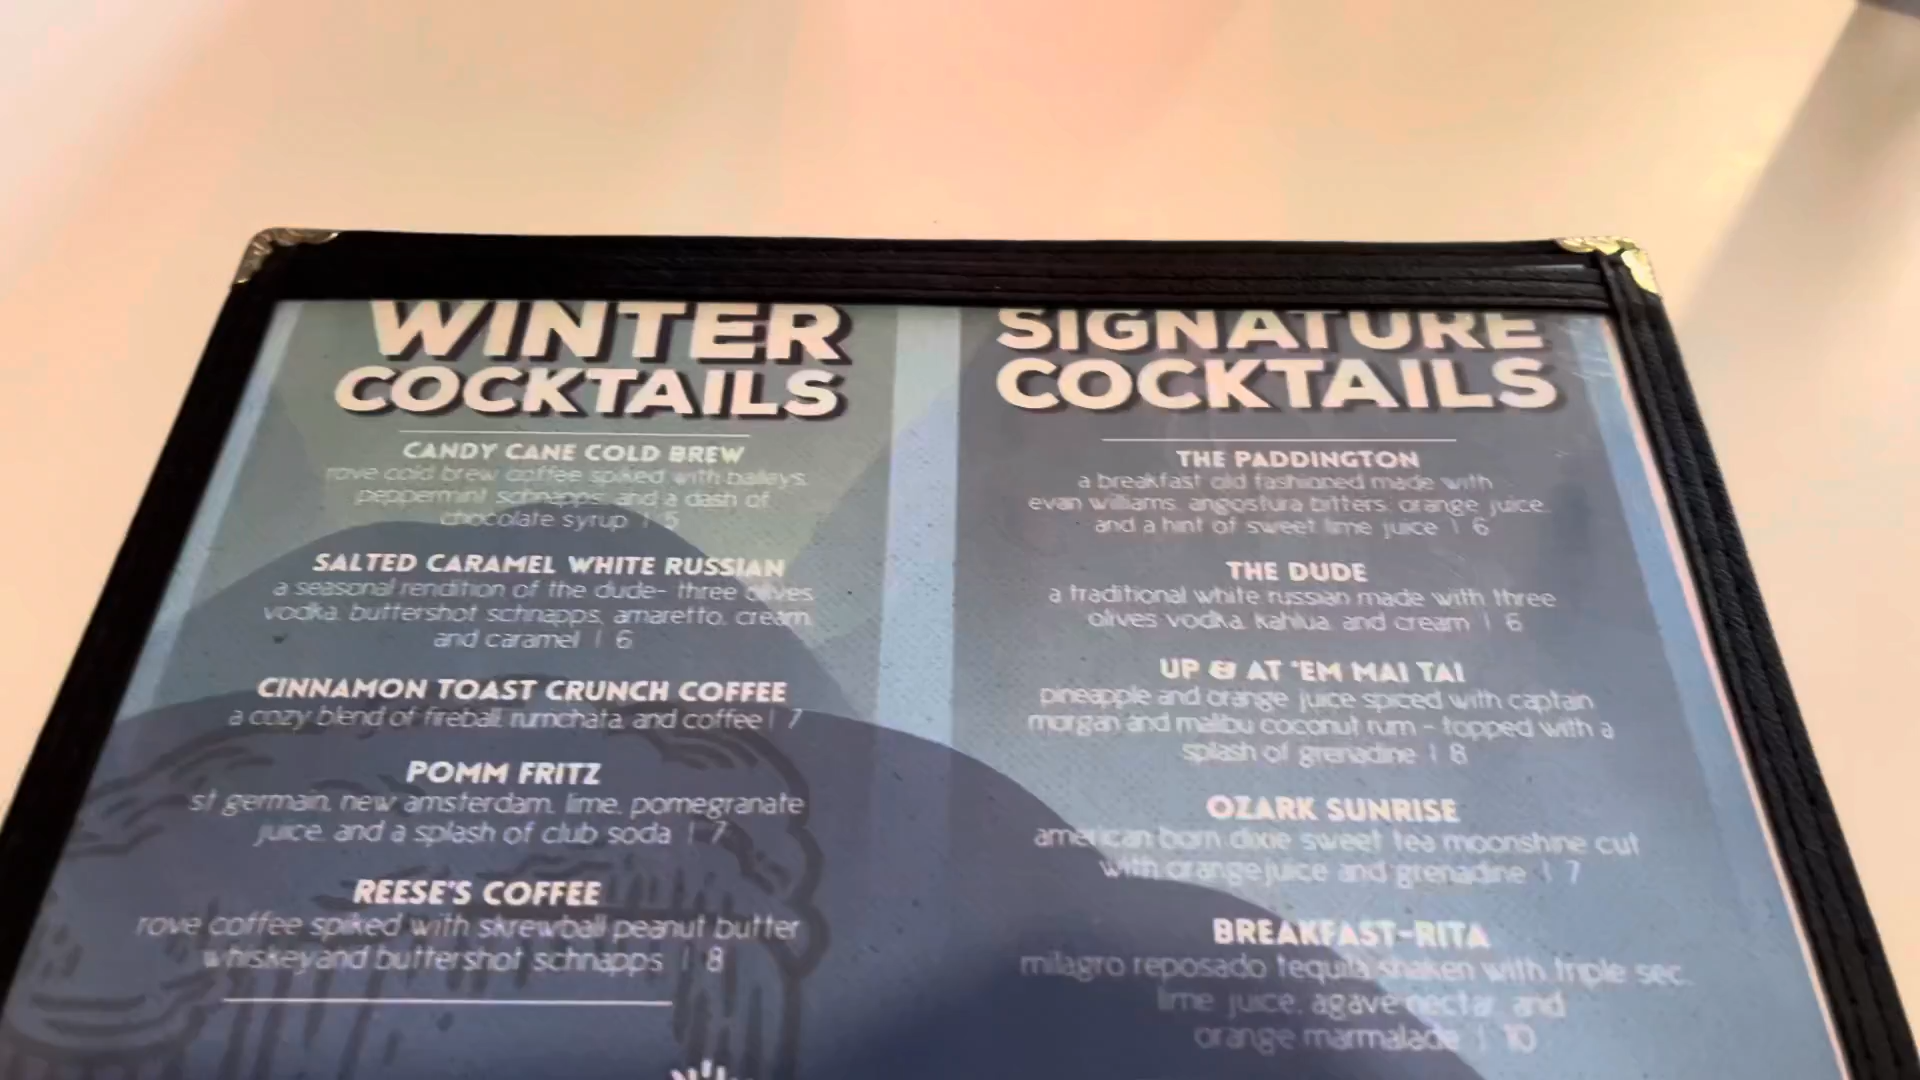 WINTER
COCKTAILS
CANDY CANE COLD BREW
rove cold brew coffee spiked with baileys,
peppermint schnapps, and a dash of
chocolate syrup | 5
SALTED CARAMEL WHITE RUSSIAN
a seasonal rendition of the dude- three olives
vodka, buttershot schnapps, amaretto, cream,
and caramel | 6
CINNAMON TOAST CRUNCH COFFEE
a cozy blend of fireball, rumchata, and coffee | 7
POMM FRITZ
st germain, new amsterdam, lime, pomegranate
juice, and a splash of club soda | 7
REESE'S COFFEE
rove coffee spiked with skrewball peanut butter
whiskey and buttershot schnapps | 8
SIGNATURE
COCKTAILS
THE PADDINGTON
a breakfast old fashioned made with
evan williams, angostura bitters, orange juice,
and a hint of sweet lime juice | 6
THE DUDE
a traditional white russian made with three
olives vodka, kahlua, and cream | 6
UP & AT 'EM MAI TAI
pineapple and orange juice spiced with captain
morgan and malibu coconut rum - topped with a
splash of grenadine | 8
OZARK SUNRISE
american born dixie sweet tea moonshine cut
with orange juice and grenadine | 7
BREAKFAST-RITA
milagro reposado tequila shaken with triple sec,
lime juice, agave nectar, and
orange marmalade | 10